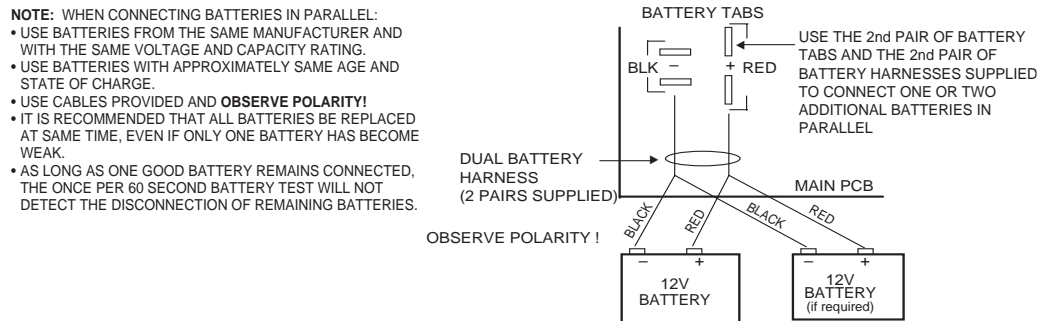 NOTE: WHEN CONNECTING BATTERIES IN PARALLEL:
• USE BATTERIES FROM THE SAME MANUFACTURER AND
WITH THE SAME VOLTAGE AND CAPACITY RATING.
• USE BATTERIES WITH APPROXIMATELY SAME AGE AND
STATE OF CHARGE.
• USE CABLES PROVIDED AND OBSERVE POLARITY!
• IT IS RECOMMENDED THAT ALL BATTERIES BE REPLACED
AT SAME TIME, EVEN IF ONLY ONE BATTERY HAS BECOME
WEAK.
• AS LONG AS ONE GOOD BATTERY REMAINS CONNECTED,
THE ONCE PER 60 SECOND BATTERY TEST WILL NOT
DETECT THE DISCONNECTION OF REMAINING BATTERIES.
BATTERY TABS
BLK – + RED
USE THE 2nd PAIR OF BATTERY
TABS AND THE 2nd PAIR OF
BATTERY HARNESSES SUPPLIED
TO CONNECT ONE OR TWO
ADDITIONAL BATTERIES IN
PARALLEL
DUAL BATTERY
HARNESS
(2 PAIRS SUPPLIED)
MAIN PCB
BLACK
RED
BLACK
RED
OBSERVE POLARITY !
– +
12V
BATTERY
– +
12V
BATTERY
(if required)